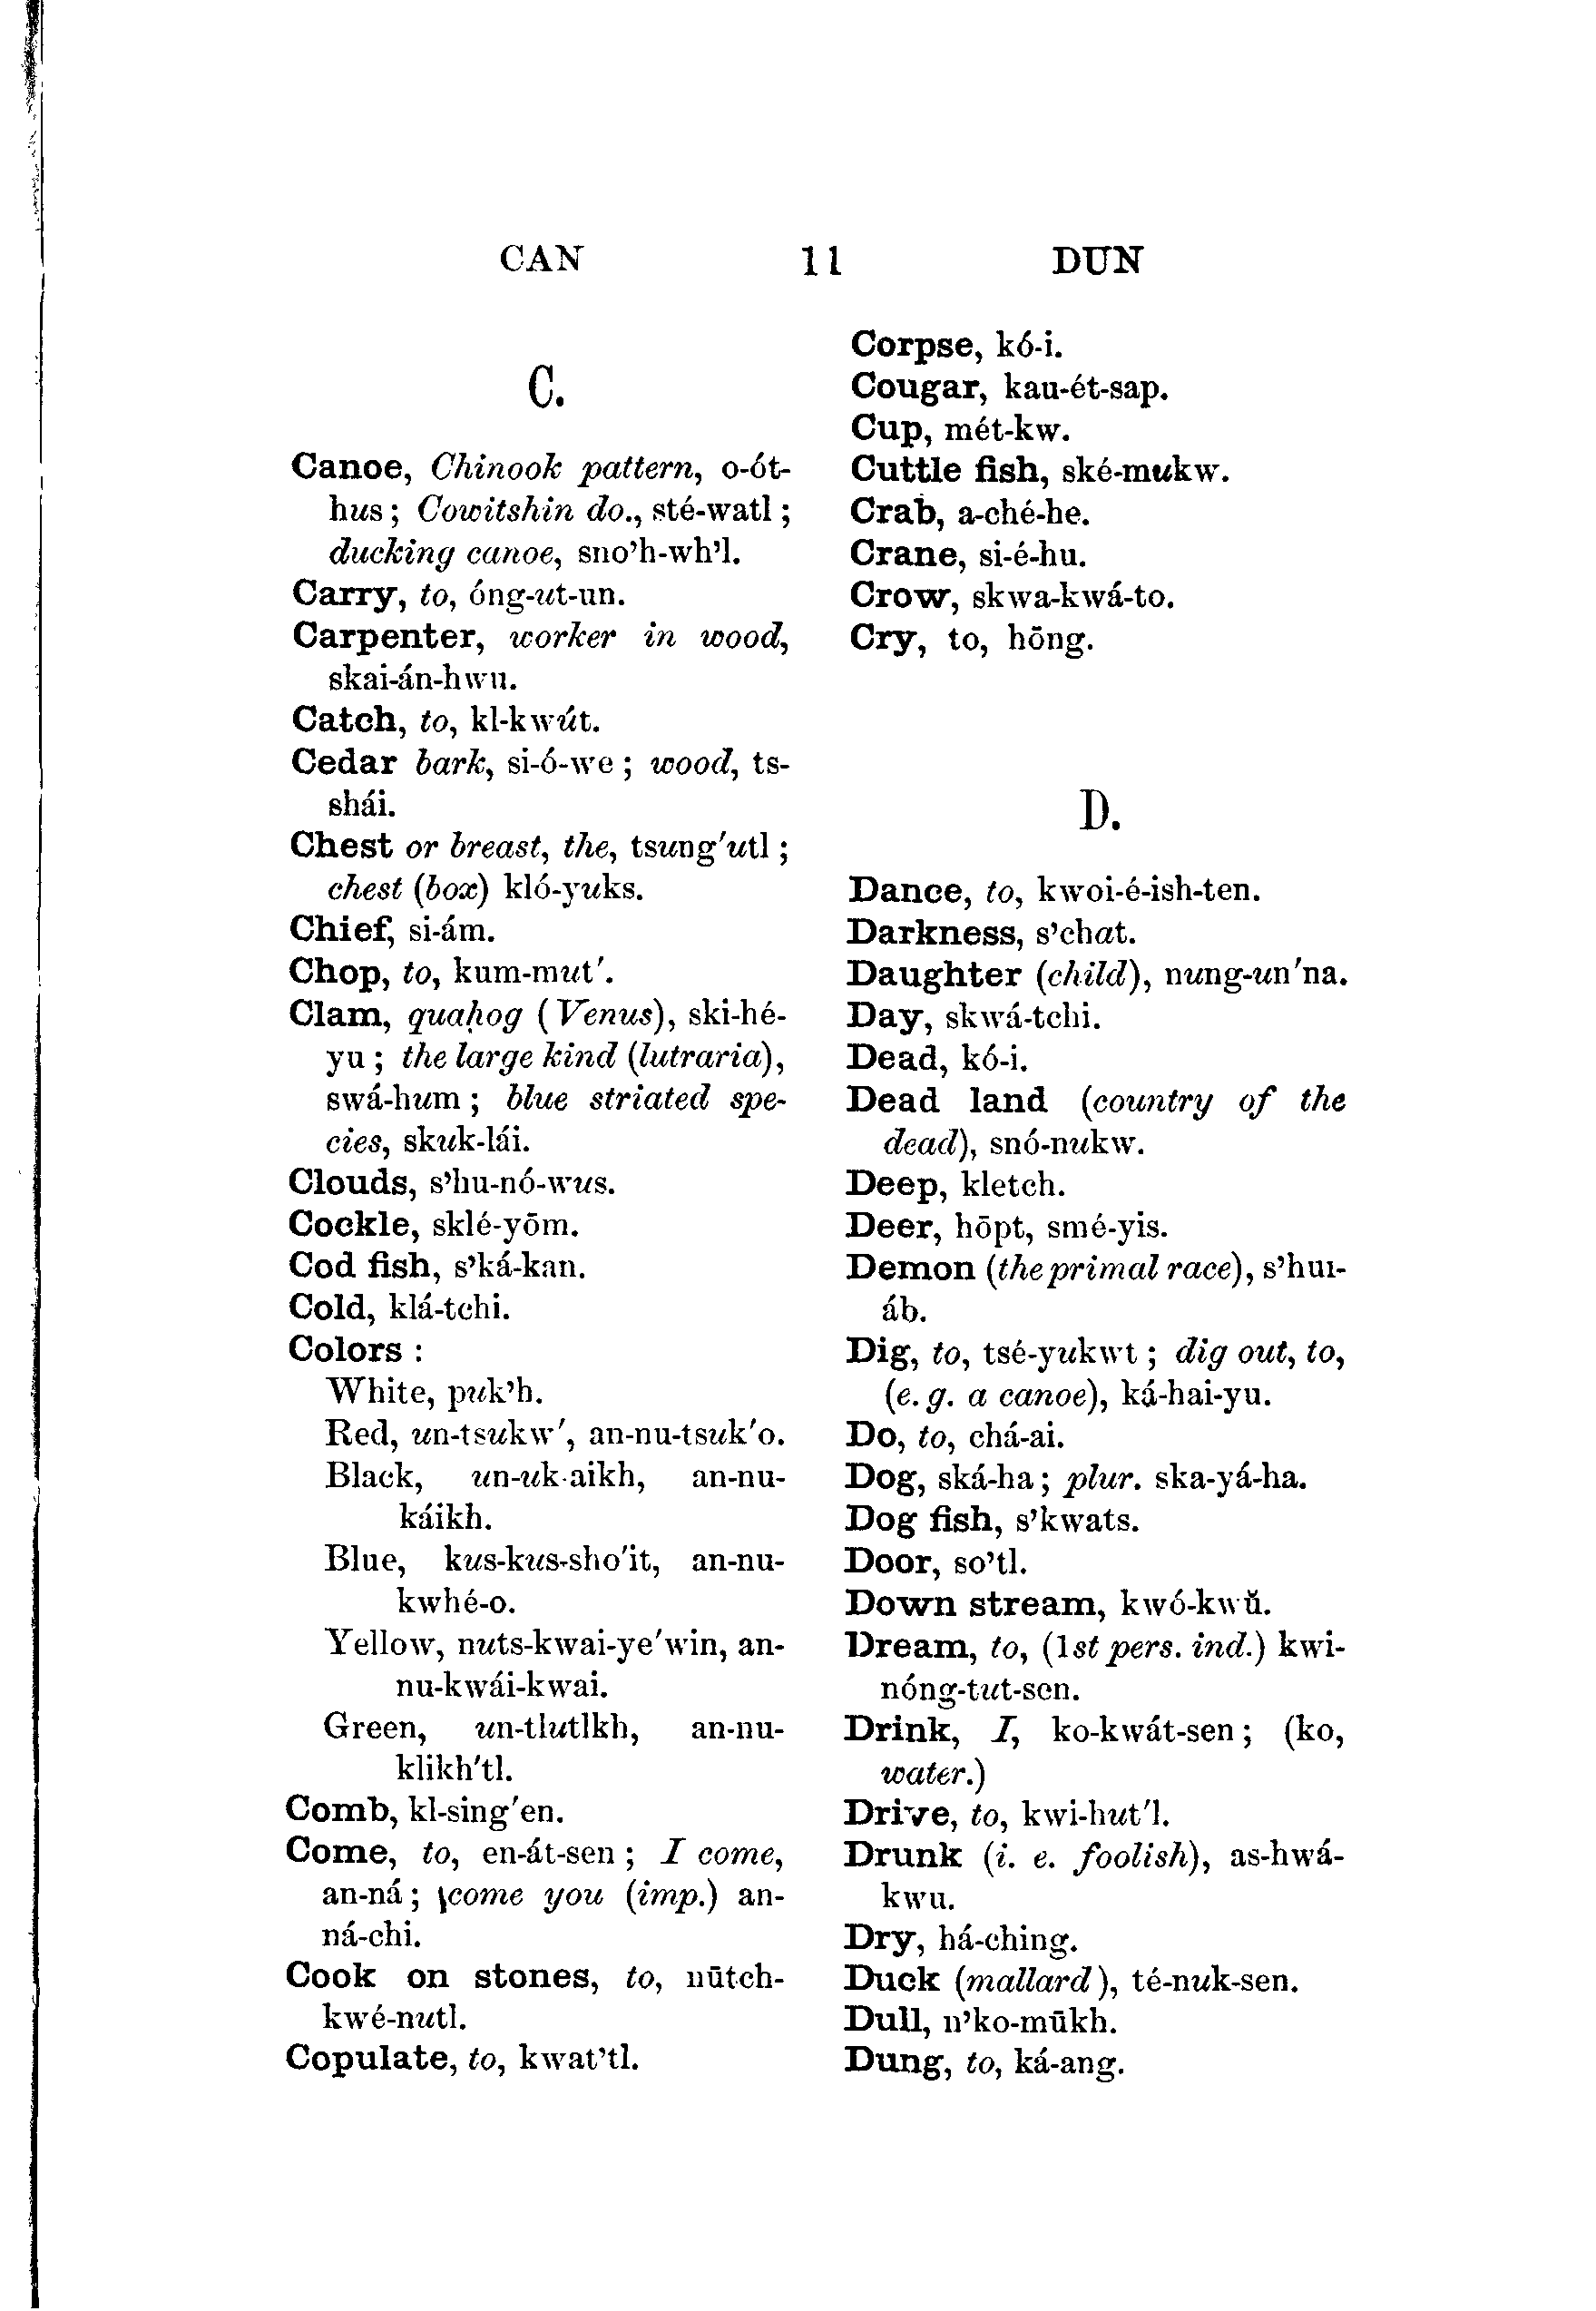 CAN 11 DUN
C.
Canoe, Chinook pattern, o-ót-
hus; Cowitshin do., sté-watl;
ducking canoe, sno’h-wh’l.
Carry, to, óng-ut-un.
Carpenter, worker in wood,
skai-án-hwu.
Catch, to, kl-kwút.
Cedar bark, si-ó-we; wood, ts-
shái.
Chest or breast, the, tsung'utl;
chest (box) kló-yuks.
Chief, si-ám.
Chop, to, kum-mut'.
Clam, quahog (Venus), ski-hé-
yu; the large kind (lutraria),
swá-hum; blue striated spe-
cies, skuk-lái.
Clouds, s’hu-nó-wus.
Cockle, sklé-yōm.
Cod fish, s’ká-kan.
Cold, klá-tchi.
Colors:
White, puk’h.
Red, un-tsukw', an-nu-tsuk'o.
Black, un-uk-aikh, an-nu-
káikh.
Blue, kus-kus-sho'it, an-nu-
kwhé-o.
Yellow, nuts-kwai-ye'win, an-
nu-kwái-kwai.
Green, un-tlutlkh, an-nu-
klikh'tl.
Comb, kl-sing'en.
Come, to, en-át-sen; I come,
an-ná; come you (imp.) an-
ná-chi.
Cook on stones, to, nūtch-
kwé-nutl.
Copulate, to, kwat’tl.
Corpse, kó-i.
Cougar, kau-ét-sap.
Cup, mét-kw.
Cuttle fish, ské-mukw.
Crab, a-ché-he.
Crane, si-é-hu.
Crow, skwa-kwá-to.
Cry, to, hōng.
D.
Dance, to, kwoi-é-ish-ten.
Darkness, s’chat.
Daughter (child), nung-un'na.
Day, skwá-tchi.
Dead, kó-i.
Dead land (country of the
dead), snó-nukw.
Deep, kletch.
Deer, hōpt, smé-yis.
Demon (the primal race), s’hui-
áb.
Dig, to, tsé-yukwt; dig out, to,
(e. g. a canoe), ká-hai-yu.
Do, to, chá-ai.
Dog, ská-ha; plur. ska-yá-ha.
Dog fish, s’kwats.
Door, so’tl.
Down stream, kwó-kwŭ.
Dream, to, (1st pers. ind.) kwi-
nóng-tut-sen.
Drink, I, ko-kwát-sen; (ko,
water.)
Drive, to, kwi-hut'l.
Drunk (i. e. foolish), as-hwá-
kwu.
Dry, há-ching.
Duck (mallard), té-nuk-sen.
Dull, n’ko-mūkh.
Dung, to, ká-ang.